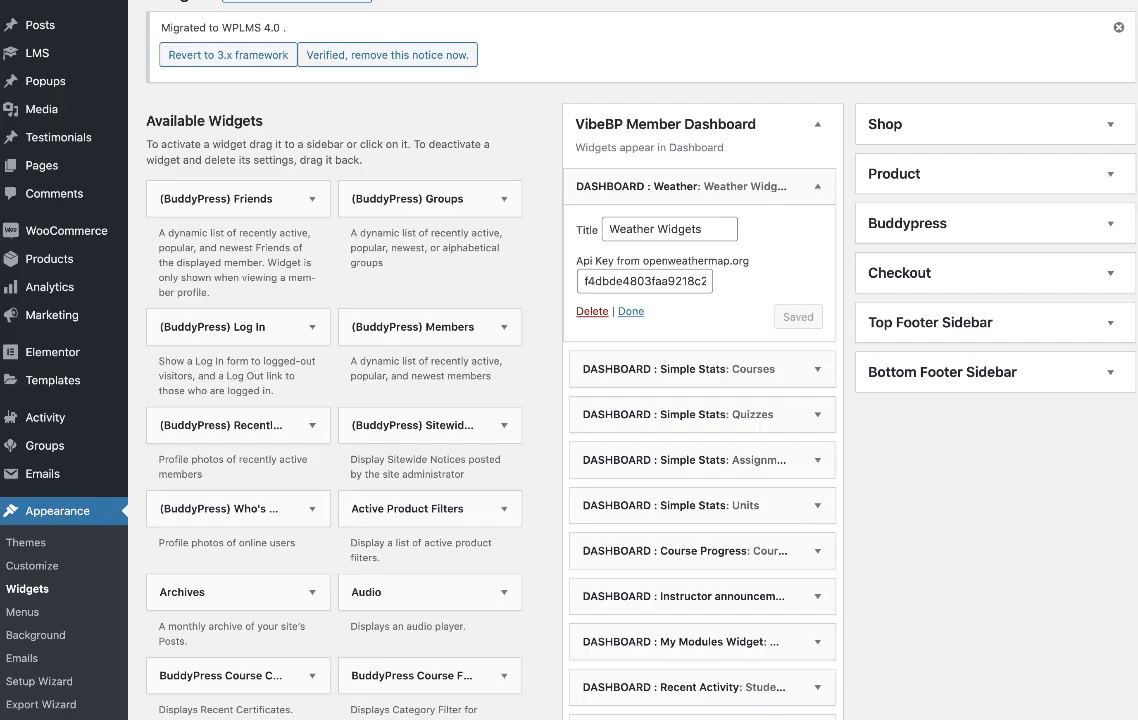 Posts
LMS
Popups
Media
Testimonials
Pages
Comments
WooCommerce
Products
Analytics
Marketing
Elementor
Templates
Activity
Groups
Emails
Appearance
Themes
Customize
Widgets
Menus
Background
Emails
Setup Wizard
Export Wizard
Migrated to WPLMS 4.0 .
Revert to 3.x framework
Verified, remove this notice now.
Available Widgets
To activate a widget drag it to a sidebar or click on it. To deactivate a
widget and delete its settings, drag it back.
(BuddyPress) Friends
A dynamic list of recently active,
popular, and newest Friends of
the displayed member. Widget is
only shown when viewing a mem-
ber profile.
(BuddyPress) Groups
A dynamic list of recently active,
popular, newest, or alphabetical
groups
(BuddyPress) Log In
Show a Log In form to logged-out
visitors, and a Log Out link to
those who are logged in.
(BuddyPress) Members
A dynamic list of recently active,
popular, and newest members
(BuddyPress) Recentl...
Profile photos of recently active
members
(BuddyPress) Sitewid...
Display Sitewide Notices posted
by the site administrator
(BuddyPress) Who's ...
Profile photos of online users
Active Product Filters
Display a list of active product
filters.
Archives
A monthly archive of your site's
Posts.
Audio
Displays an audio player.
BuddyPress Course C...
Displays Recent Certificates.
BuddyPress Course F...
Displays Category Filter for
VibeBP Member Dashboard
Widgets appear in Dashboard
DASHBOARD : Weather: Weather Widg...
Title Weather Widgets
Api Key from openweathermap.org
f4dbde4803faa9218c2
Delete | Done
Saved
DASHBOARD : Simple Stats: Courses
DASHBOARD : Simple Stats: Quizzes
DASHBOARD : Simple Stats: Assignm...
DASHBOARD : Simple Stats: Units
DASHBOARD : Course Progress: Cour...
DASHBOARD : Instructor announcem...
DASHBOARD : My Modules Widget: ...
DASHBOARD : Recent Activity: Stude...
Shop
Product
Buddypress
Checkout
Top Footer Sidebar
Bottom Footer Sidebar